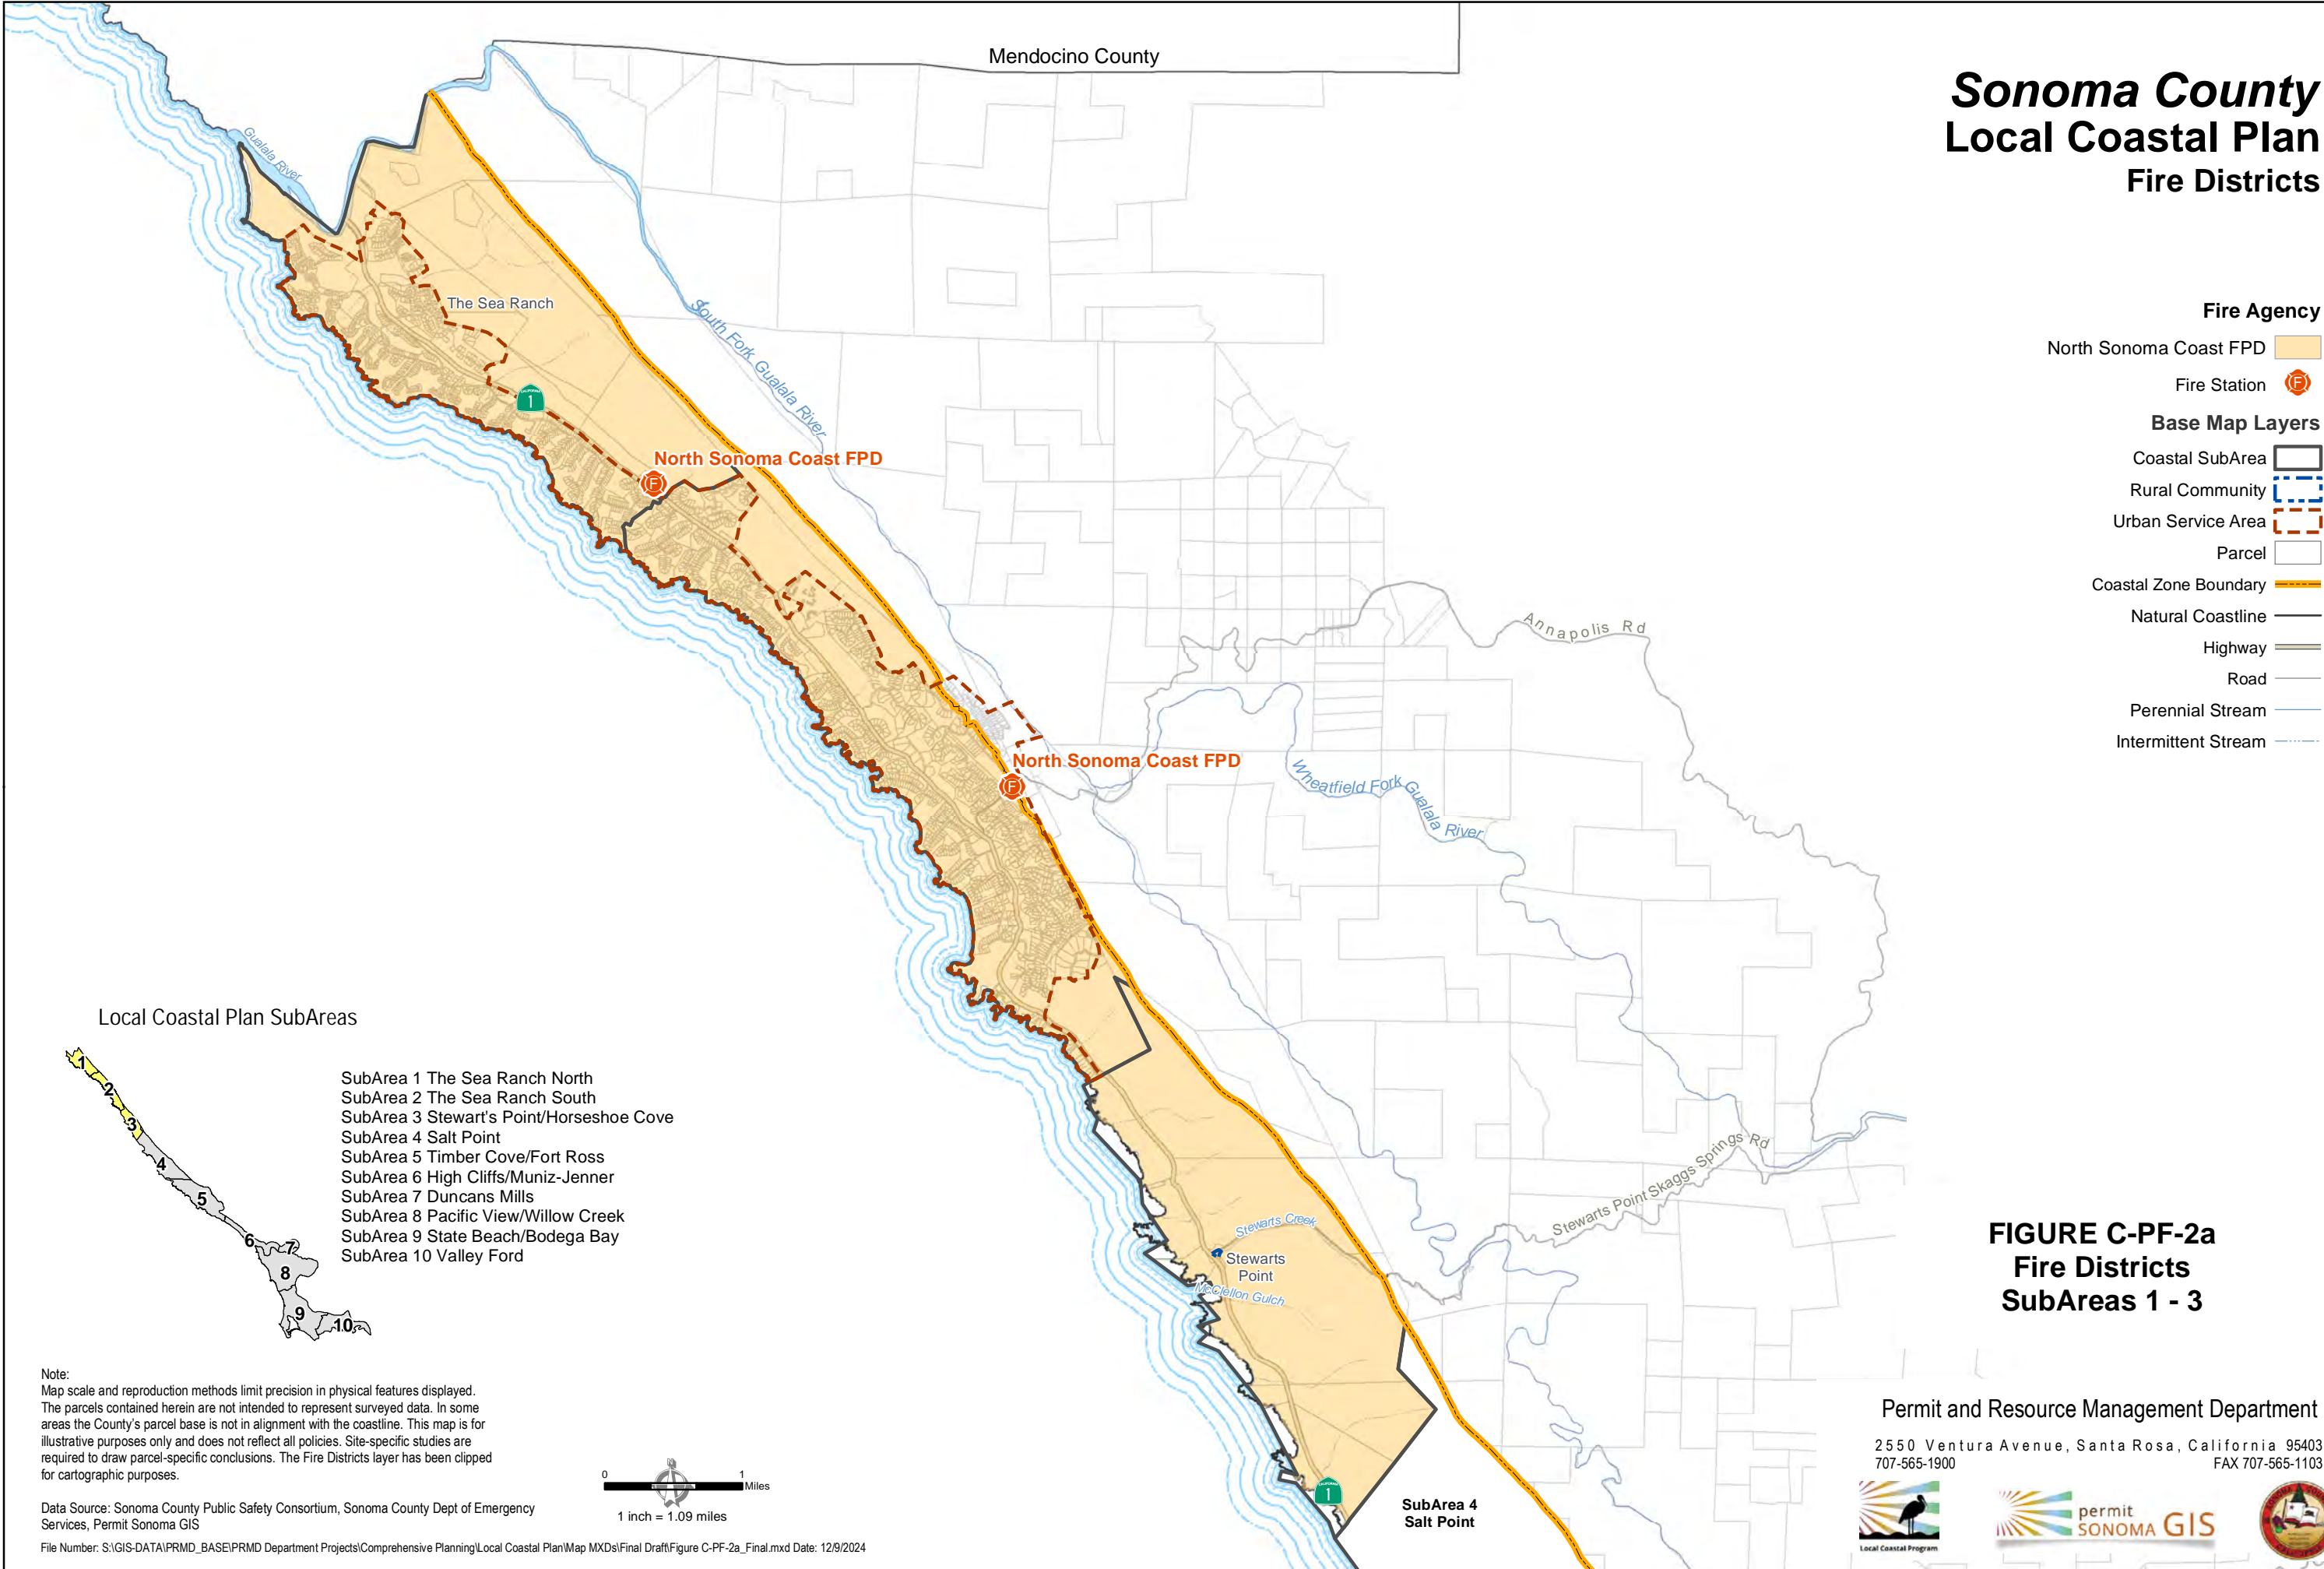 Mendocino County
Sonoma County
Local Coastal Plan
Fire Districts
Gualala River
The Sea Ranch
South Fork Gualala River
1
North Sonoma Coast FPD
F
North Sonoma Coast FPD
F
Annapolis Rd
Wheatfield Fork Gualala River
Stewarts Point Skaggs Springs Rd
Stewarts Creek
Stewarts
Point
McClellon Gulch
1
SubArea 4
Salt Point
Fire Agency
North Sonoma Coast FPD
Fire Station
F
Base Map Layers
Coastal SubArea
Rural Community
Urban Service Area
Parcel
Coastal Zone Boundary
Natural Coastline
Highway
Road
Perennial Stream
Intermittent Stream
Local Coastal Plan SubAreas
1
2
3
4
5
6
7
8
9
10
SubArea 1 The Sea Ranch North
SubArea 2 The Sea Ranch South
SubArea 3 Stewart's Point/Horseshoe Cove
SubArea 4 Salt Point
SubArea 5 Timber Cove/Fort Ross
SubArea 6 High Cliffs/Muniz-Jenner
SubArea 7 Duncans Mills
SubArea 8 Pacific View/Willow Creek
SubArea 9 State Beach/Bodega Bay
SubArea 10 Valley Ford
Note:
Map scale and reproduction methods limit precision in physical features displayed.
The parcels contained herein are not intended to represent surveyed data. In some
areas the County's parcel base is not in alignment with the coastline. This map is for
illustrative purposes only and does not reflect all policies. Site-specific studies are
required to draw parcel-specific conclusions. The Fire Districts layer has been clipped
for cartographic purposes.
Data Source: Sonoma County Public Safety Consortium, Sonoma County Dept of Emergency
Services, Permit Sonoma GIS
File Number: S:\GIS-DATA\PRMD_BASE\PRMD Department Projects\Comprehensive Planning\Local Coastal Plan\Map MXDs\Final Draft\Figure C-PF-2a_Final.mxd Date: 12/9/2024
0 1
Miles
1 inch = 1.09 miles
FIGURE C-PF-2a
Fire Districts
SubAreas 1 - 3
Permit and Resource Management Department
2550 Ventura Avenue, Santa Rosa, California 95403
707-565-1900 FAX 707-565-1103
Local Coastal Program
permit
SONOMA GIS